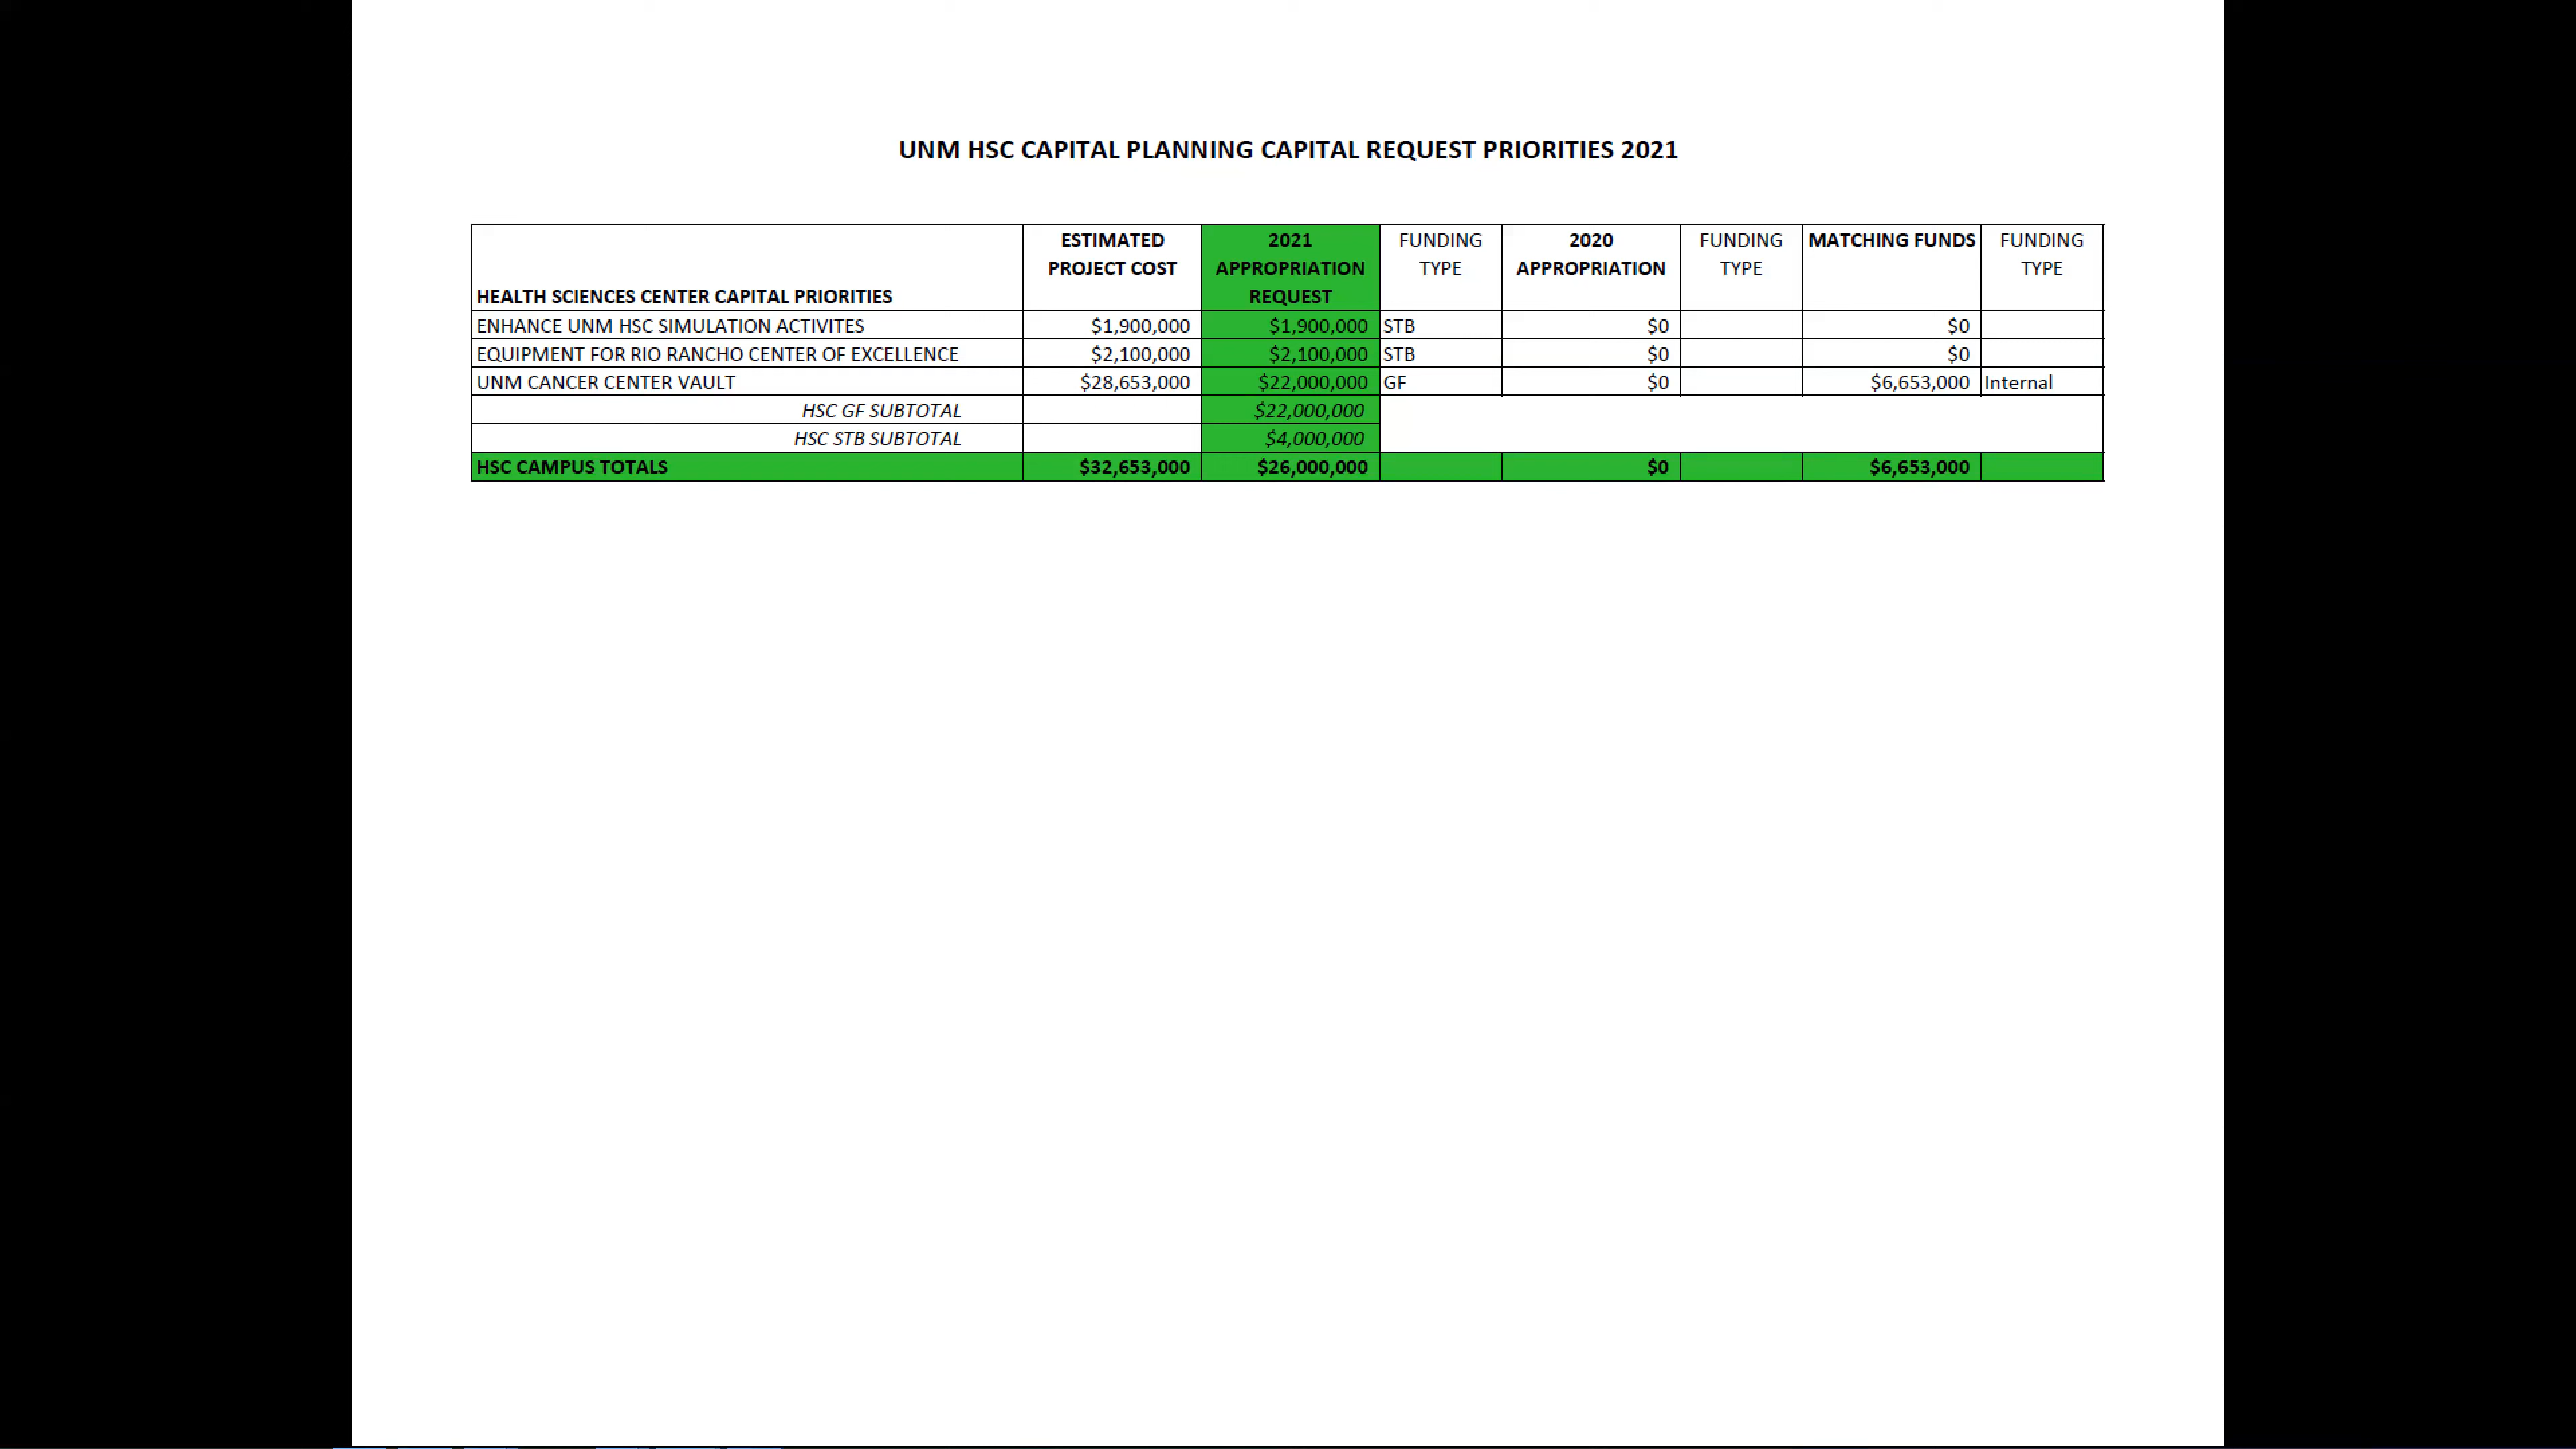 UNM HSC CAPITAL PLANNING CAPITAL REQUEST PRIORITIES 2021
HEALTH SCIENCES CENTER CAPITAL PRIORITIES ESTIMATED PROJECT COST 2021 APPROPRIATION REQUEST FUNDING TYPE 2020 APPROPRIATION FUNDING TYPE MATCHING FUNDS FUNDING TYPE
ENHANCE UNM HSC SIMULATION ACTIVITES $1,900,000 $1,900,000 STB $0 $0
EQUIPMENT FOR RIO RANCHO CENTER OF EXCELLENCE $2,100,000 $2,100,000 STB $0 $0
UNM CANCER CENTER VAULT $28,653,000 $22,000,000 GF $0 $6,653,000 Internal
HSC GF SUBTOTAL $22,000,000
HSC STB SUBTOTAL $4,000,000
HSC CAMPUS TOTALS $32,653,000 $26,000,000 $0 $6,653,000